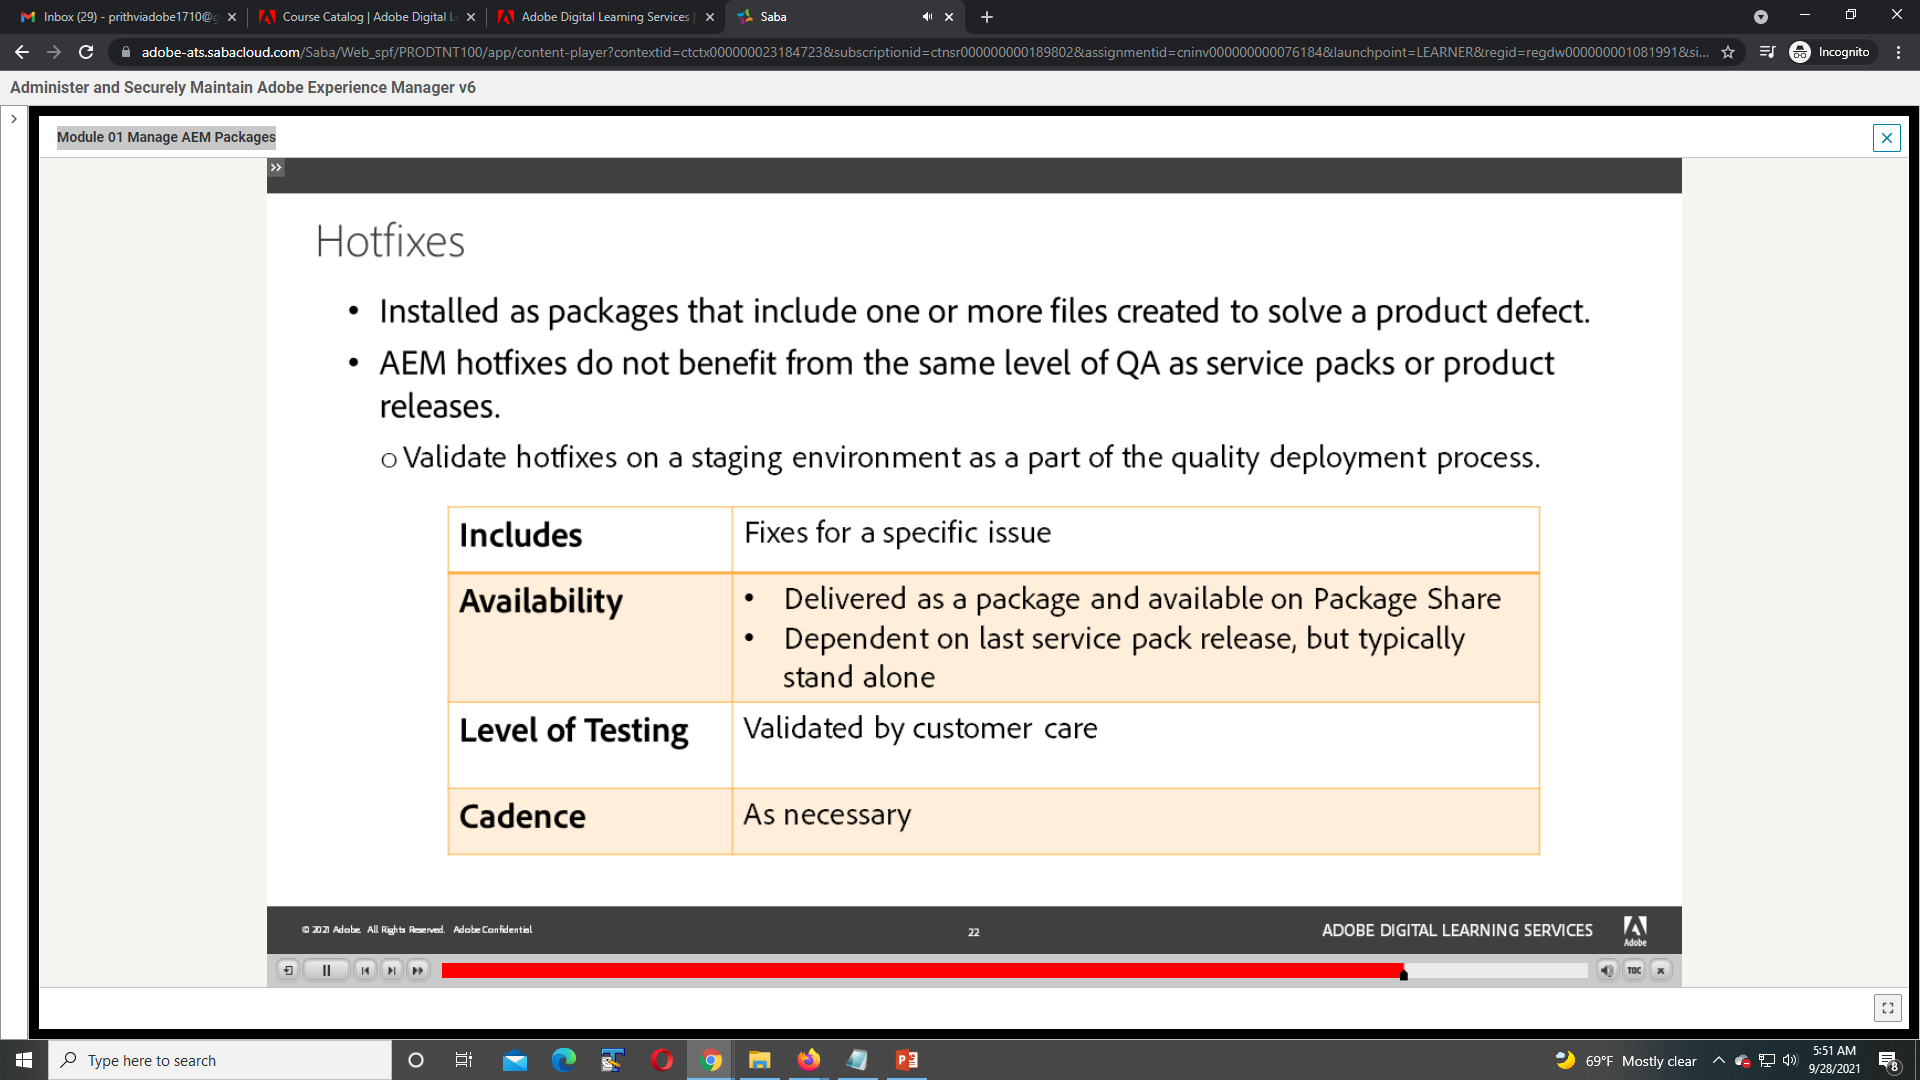 Inbox (29) - prithviadobe1710@g
Course Catalog | Adobe Digital L
Adobe Digital Learning Services |
Saba
adobe-ats.sabacloud.com/Saba/Web_spf/PRODTNT100/app/content-player?contextid=ctctx000000023184723&subscriptionid=ctnsr0000000000189802&assignmentid=cninv000000000076184&launchpoint=LEARNER&regid=regdw000000001081991&si...
Incognito
Administer and Securely Maintain Adobe Experience Manager v6
Module 01 Manage AEM Packages
Hotfixes
• Installed as packages that include one or more files created to solve a product defect.
• AEM hotfixes do not benefit from the same level of QA as service packs or product
releases.
o Validate hotfixes on a staging environment as a part of the quality deployment process.
Includes
Fixes for a specific issue
Availability
• Delivered as a package and available on Package Share
• Dependent on last service pack release, but typically
stand alone
Level of Testing
Validated by customer care
Cadence
As necessary
© 2021 Adobe. All Rights Reserved. Adobe Confidential
22
ADOBE DIGITAL LEARNING SERVICES
Adobe
TOC
Type here to search
69°F Mostly clear
5:51 AM
9/28/2021
8